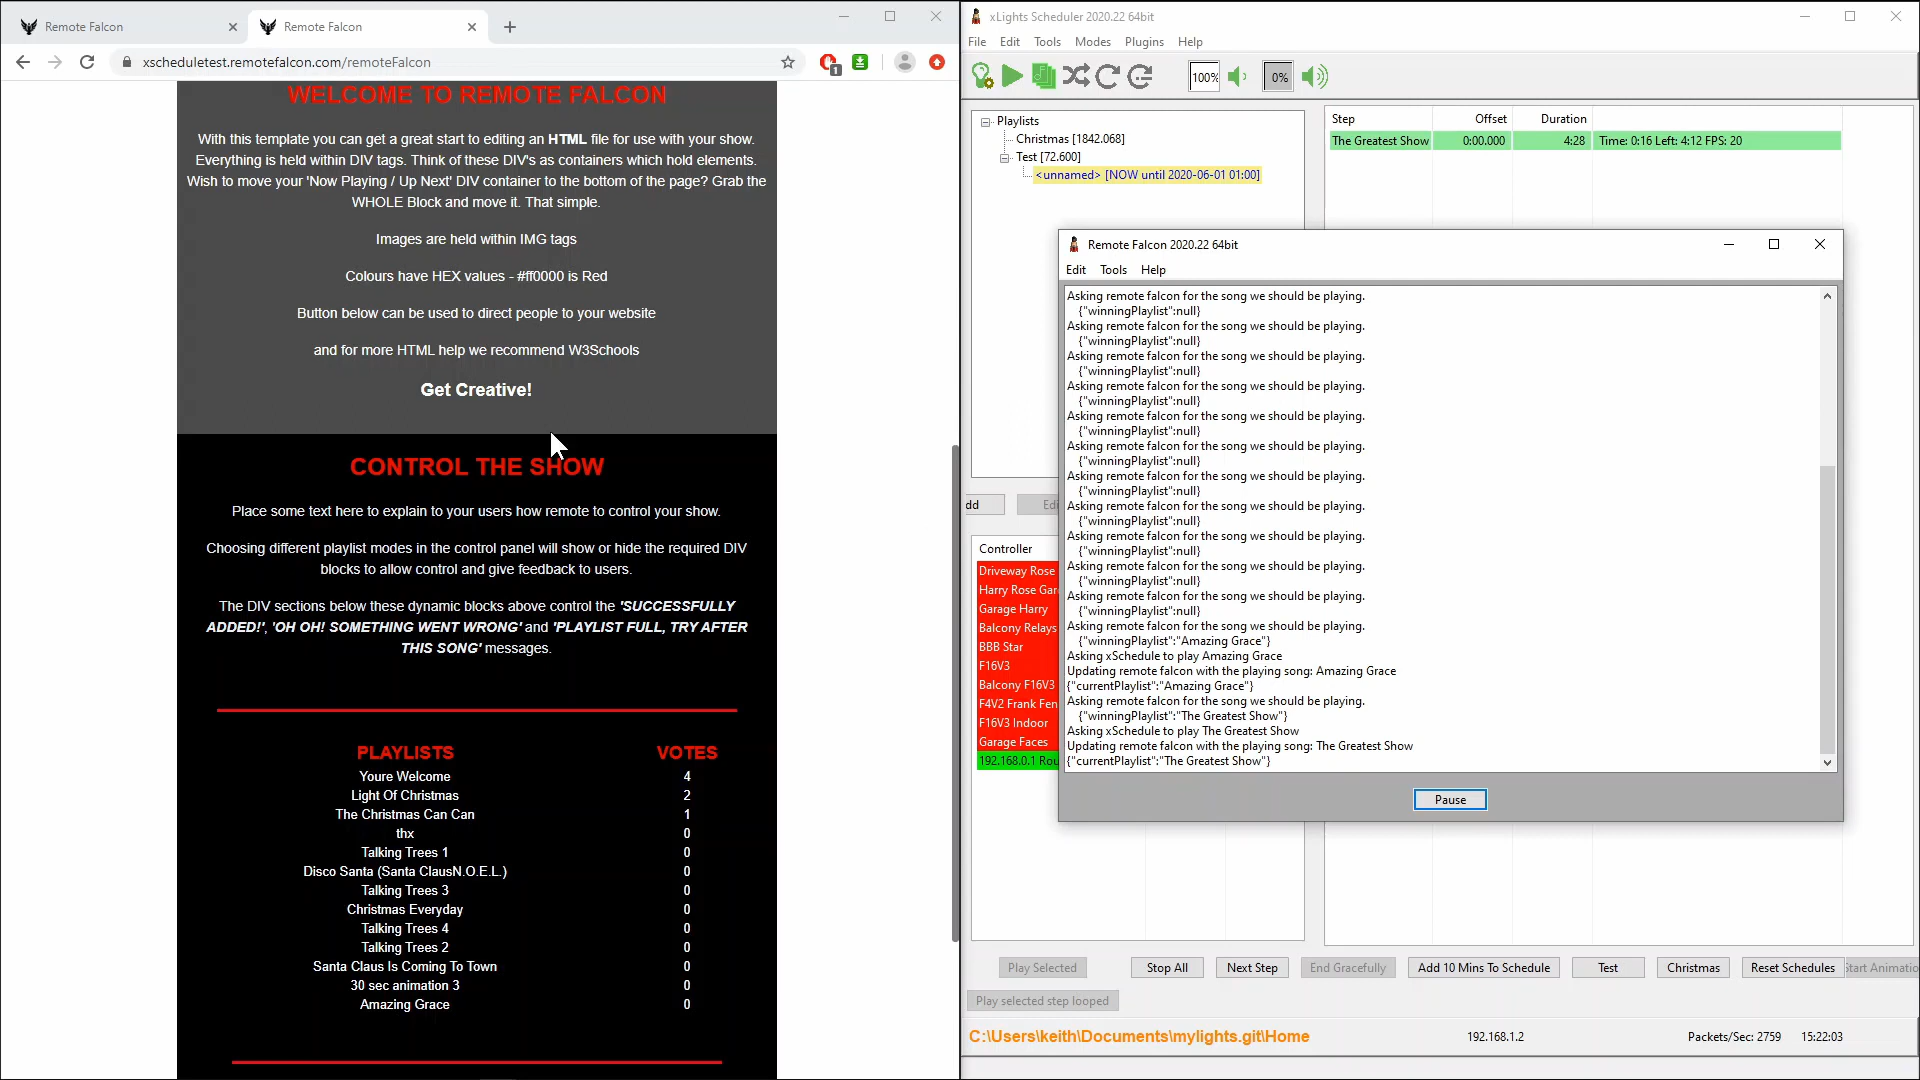 Remote Falcon
Remote Falcon
xscheduletest.remotefalcon.com/remoteFalcon
1
WELCOME TO REMOTE FALCON
With this template you can get a great start to editing an HTML file for use with your show.
Everything is held within DIV tags. Think of these DIV's as containers which hold elements.
Wish to move your 'Now Playing / Up Next' DIV container to the bottom of the page? Grab the
WHOLE Block and move it. That simple.
Images are held within IMG tags
Colours have HEX values - #ff0000 is Red
Button below can be used to direct people to your website
and for more HTML help we recommend W3Schools
Get Creative!
CONTROL THE SHOW
Place some text here to explain to your users how remote to control your show.
Choosing different playlist modes in the control panel will show or hide the required DIV
blocks to allow control and give feedback to users.
The DIV sections below these dynamic blocks above control the 'SUCCESSFULLY
ADDED!', 'OH OH! SOMETHING WENT WRONG' and 'PLAYLIST FULL, TRY AFTER
THIS SONG' messages.
PLAYLISTS VOTES
Youre Welcome 4
Light Of Christmas 2
The Christmas Can Can 1
thx 0
Talking Trees 1 0
Disco Santa (Santa ClausN.O.E.L.) 0
Talking Trees 3 0
Christmas Everyday 0
Talking Trees 4 0
Talking Trees 2 0
Santa Claus Is Coming To Town 0
30 sec animation 3 0
Amazing Grace 0
xLights Scheduler 2020.22 64bit
File Edit Tools Modes Plugins Help
100% 0%
Playlists
Christmas [1842.068]
Test [72.600]
<unnamed> [NOW until 2020-06-01 01:00]
Step Offset Duration
The Greatest Show 0:00.000 4:28 Time: 0:16 Left: 4:12 FPS: 20
dd Edi
Controller
Driveway Rose
Harry Rose Gar
Garage Harry
Balcony Relays
BBB Star
F16V3
Balcony F16V3
F4V2 Frank Fen
F16V3 Indoor
Garage Faces
192.168.0.1 Rou
Remote Falcon 2020.22 64bit
Edit Tools Help
Asking remote falcon for the song we should be playing.
{"winningPlaylist":null}
Asking remote falcon for the song we should be playing.
{"winningPlaylist":null}
Asking remote falcon for the song we should be playing.
{"winningPlaylist":null}
Asking remote falcon for the song we should be playing.
{"winningPlaylist":null}
Asking remote falcon for the song we should be playing.
{"winningPlaylist":null}
Asking remote falcon for the song we should be playing.
{"winningPlaylist":null}
Asking remote falcon for the song we should be playing.
{"winningPlaylist":null}
Asking remote falcon for the song we should be playing.
{"winningPlaylist":null}
Asking remote falcon for the song we should be playing.
{"winningPlaylist":null}
Asking remote falcon for the song we should be playing.
{"winningPlaylist":null}
Asking remote falcon for the song we should be playing.
{"winningPlaylist":null}
Asking remote falcon for the song we should be playing.
{"winningPlaylist":"Amazing Grace"}
Asking xSchedule to play Amazing Grace
Updating remote falcon with the playing song: Amazing Grace
{"currentPlaylist":"Amazing Grace"}
Asking remote falcon for the song we should be playing.
{"winningPlaylist":"The Greatest Show"}
Asking xSchedule to play The Greatest Show
Updating remote falcon with the playing song: The Greatest Show
{"currentPlaylist":"The Greatest Show"}
Pause
Play Selected Stop All Next Step End Gracefully Add 10 Mins To Schedule Test Christmas Reset Schedules Start Animatio
Play selected step looped
C:\Users\keith\Documents\mylights.git\Home 192.168.1.2 Packets/Sec: 2759 15:22:03